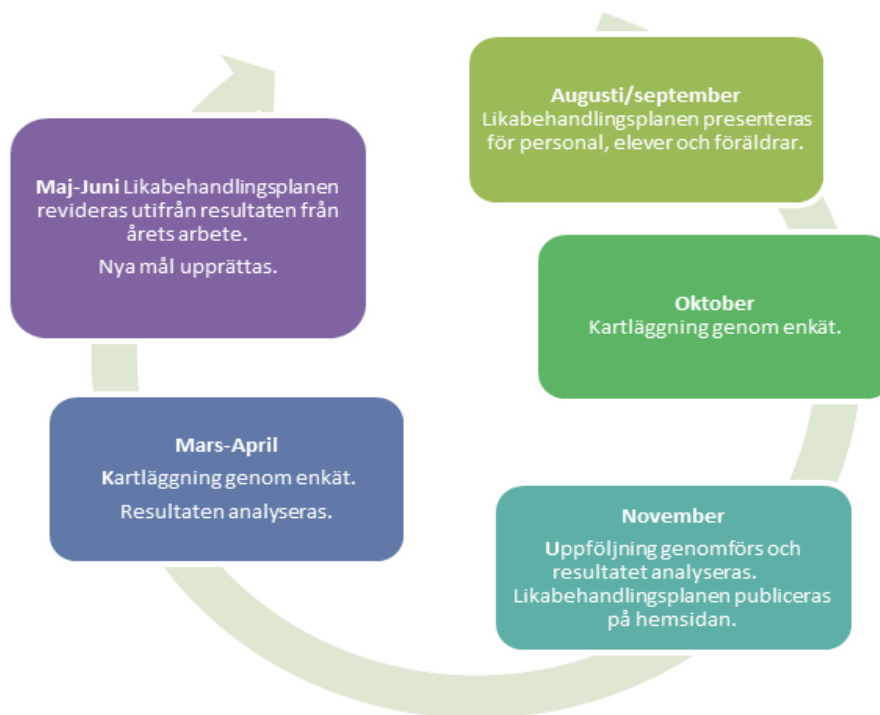 Augusti/september
Likabehandlingsplanen presenteras
för personal, elever och föräldrar.
Oktober
Kartläggning genom enkät.
November
Uppföljning genomförs och
resultatet analyseras.
Likabehandlingsplanen publiceras
på hemsidan.
Mars-April
Kartläggning genom enkät.
Resultaten analyseras.
Maj-Juni Likabehandlingsplanen
revideras utifrån resultaten från
årets arbete.
Nya mål upprättas.